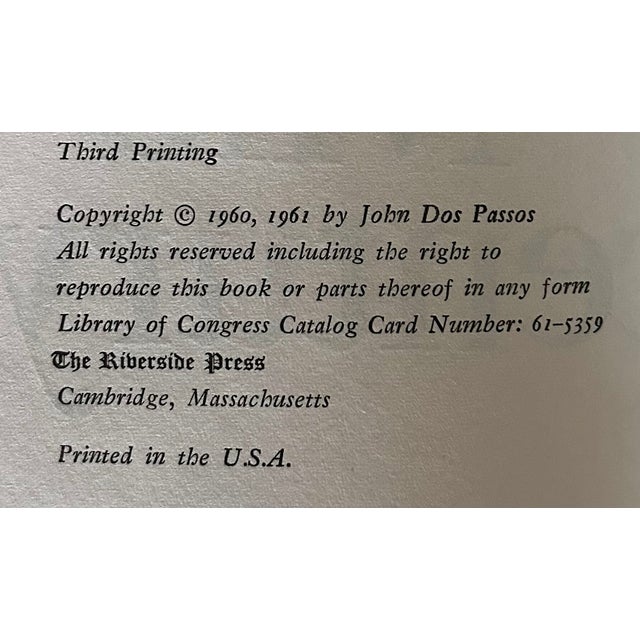 Third Printing
Copyright © 1960, 1961 by John Dos Passos
All rights reserved including the right to
reproduce this book or parts thereof in any form
Library of Congress Catalog Card Number: 61-5359
The Riverside Press
Cambridge, Massachusetts
Printed in the U.S.A.